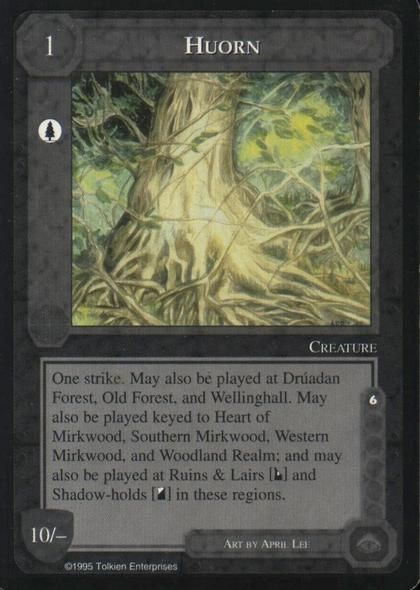 1
HUORN
CREATURE
One strike. May also be played at Drúadan
Forest, Old Forest, and Wellinghall. May
also be played keyed to Heart of
Mirkwood, Southern Mirkwood, Western
Mirkwood, and Woodland Realm; and may
also be played at Ruins & Lairs [] and
Shadow-holds [] in these regions.
6
10/–
ART BY APRIL LEE
©1995 Tolkien Enterprises